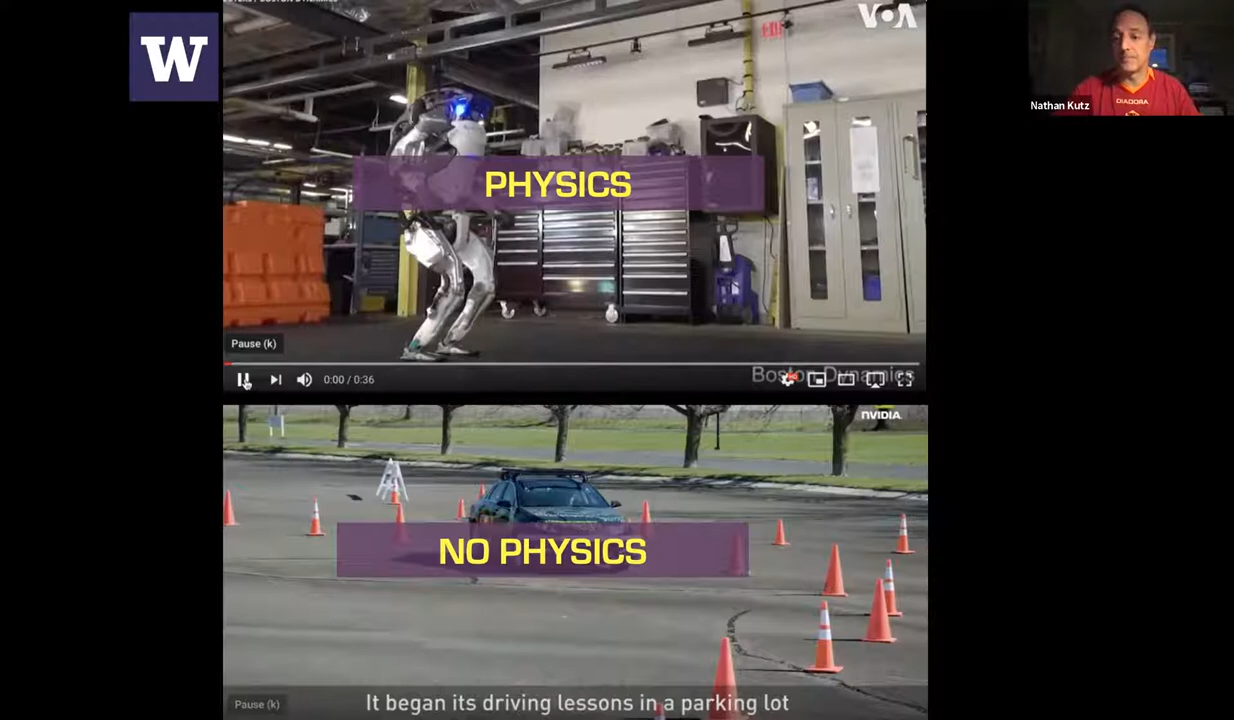 W
VOA
PHYSICS
Nathan Kutz
DIADORA
Pause (k)
0:00 / 0:36
Boston Dynamics
HD
NVIDIA.
NO PHYSICS
It began its driving lessons in a parking lot
Pause (k)